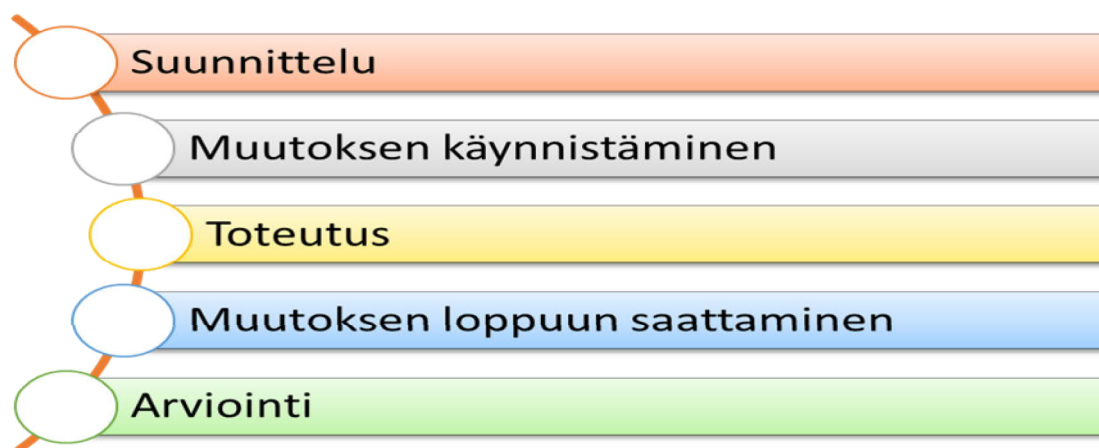 Suunnittelu
Muutoksen käynnistäminen
Toteutus
Muutoksen loppuun saattaminen
Arviointi